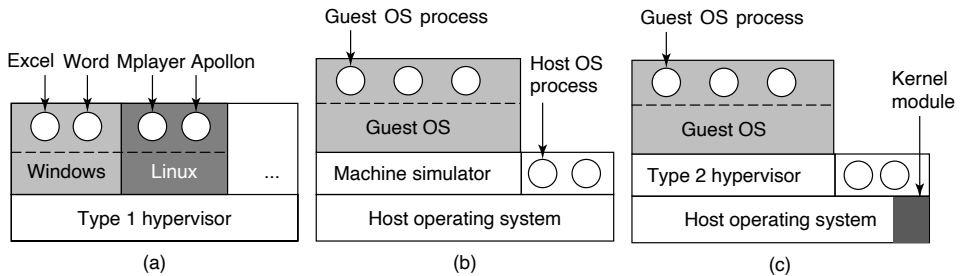 Excel Word Mplayer Apollon
Windows
Linux
...
Type 1 hypervisor
(a)
Guest OS process
Host OS
process
Guest OS
Machine simulator
Host operating system
(b)
Guest OS process
Kernel
module
Guest OS
Type 2 hypervisor
Host operating system
(c)